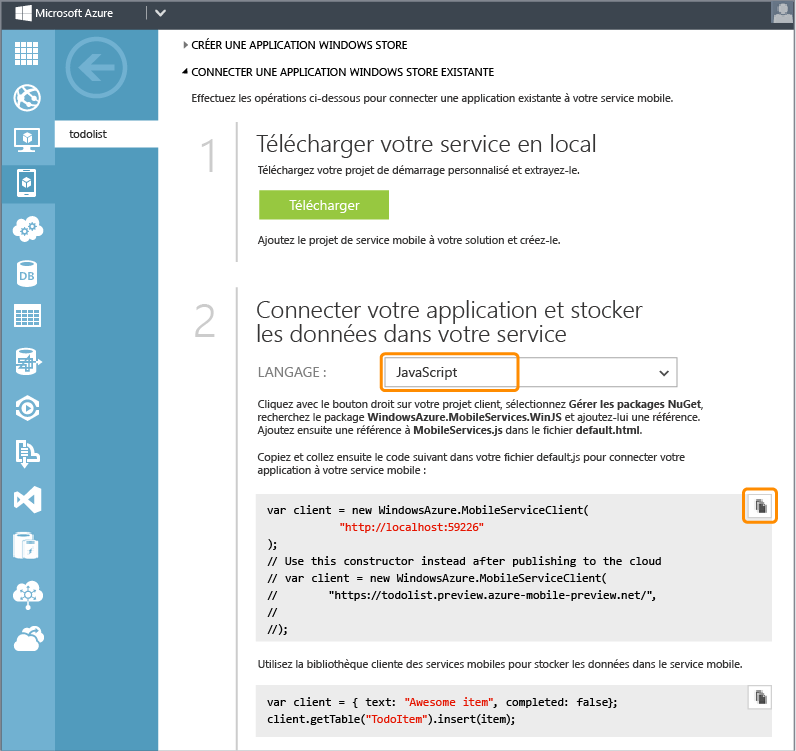 Microsoft Azure
CRÉER UNE APPLICATION WINDOWS STORE
CONNECTER UNE APPLICATION WINDOWS STORE EXISTANTE
Effectuez les opérations ci-dessous pour connecter une application existante à votre service mobile.
todolist
1
Télécharger votre service en local
Téléchargez votre projet de démarrage personnalisé et extrayez-le.
Télécharger
Ajoutez le projet de service mobile à votre solution et créez-le.
2
Connecter votre application et stocker
les données dans votre service
LANGAGE :
JavaScript
Cliquez avec le bouton droit sur votre projet client, sélectionnez Gérer les packages NuGet,
recherchez le package WindowsAzure.MobileServices.WinJS et ajoutez-lui une référence.
Ajoutez ensuite une référence à MobileServices.js dans le fichier default.html.
Copiez et collez ensuite le code suivant dans votre fichier default.js pour connecter votre
application à votre service mobile :
var client = new WindowsAzure.MobileServiceClient(
"http://localhost:59226"
);
// Use this constructor instead after publishing to the cloud
// var client = new WindowsAzure.MobileServiceClient(
// "https://todolist.preview.azure-mobile-preview.net/",
//
//);
Utilisez la bibliothèque cliente des services mobiles pour stocker les données dans le service mobile.
var client = { text: "Awesome item", completed: false};
client.getTable("TodoItem").insert(item);
DB